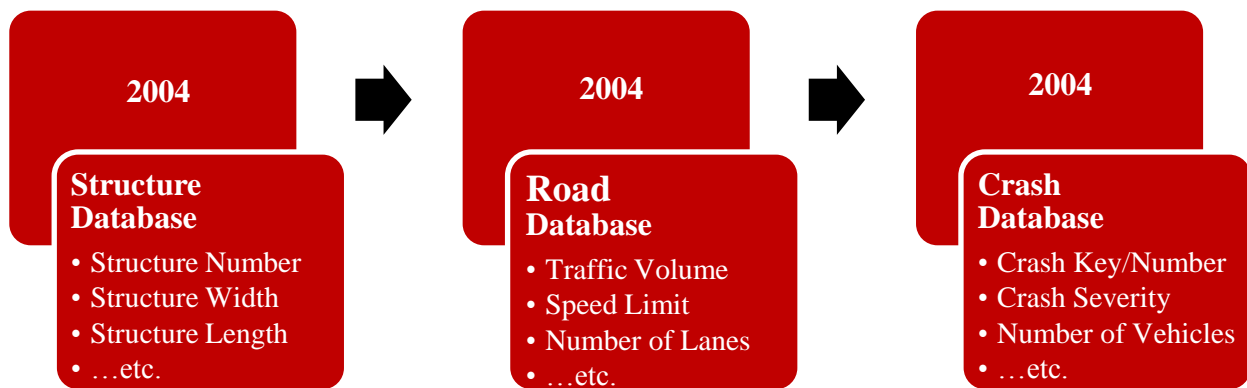 2004
Structure
Database
• Structure Number
• Structure Width
• Structure Length
• …etc.
2004
Road
Database
• Traffic Volume
• Speed Limit
• Number of Lanes
• …etc.
2004
Crash
Database
• Crash Key/Number
• Crash Severity
• Number of Vehicles
• …etc.